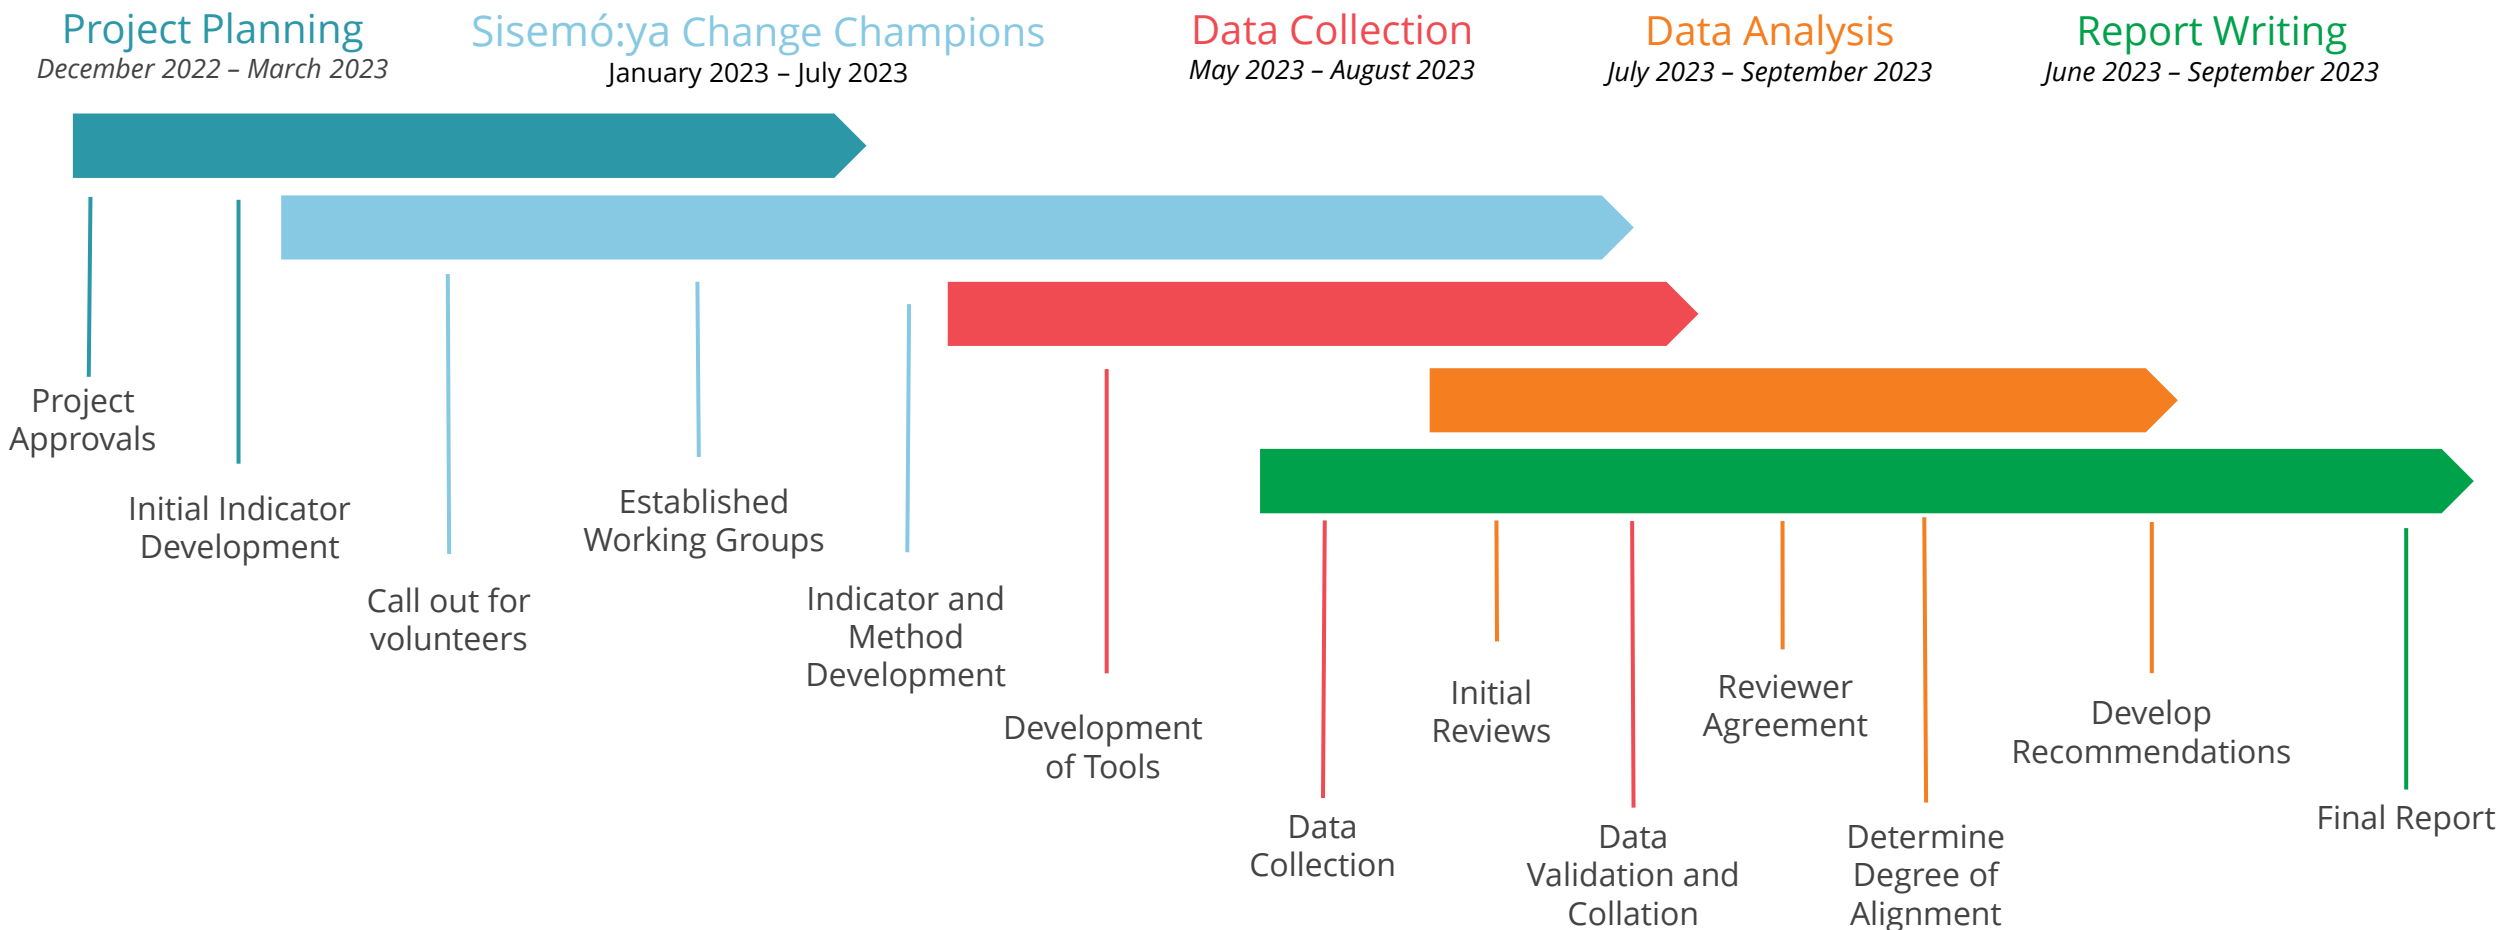 Project Planning
December 2022 – March 2023
Sisemó:ya Change Champions
January 2023 – July 2023
Data Collection
May 2023 – August 2023
Data Analysis
July 2023 – September 2023
Report Writing
June 2023 – September 2023
Project
Approvals
Initial Indicator
Development
Call out for
volunteers
Established
Working Groups
Indicator and
Method
Development
Development
of Tools
Data
Collection
Initial
Reviews
Data
Validation and
Collation
Reviewer
Agreement
Determine
Degree of
Alignment
Develop
Recommendations
Final Report